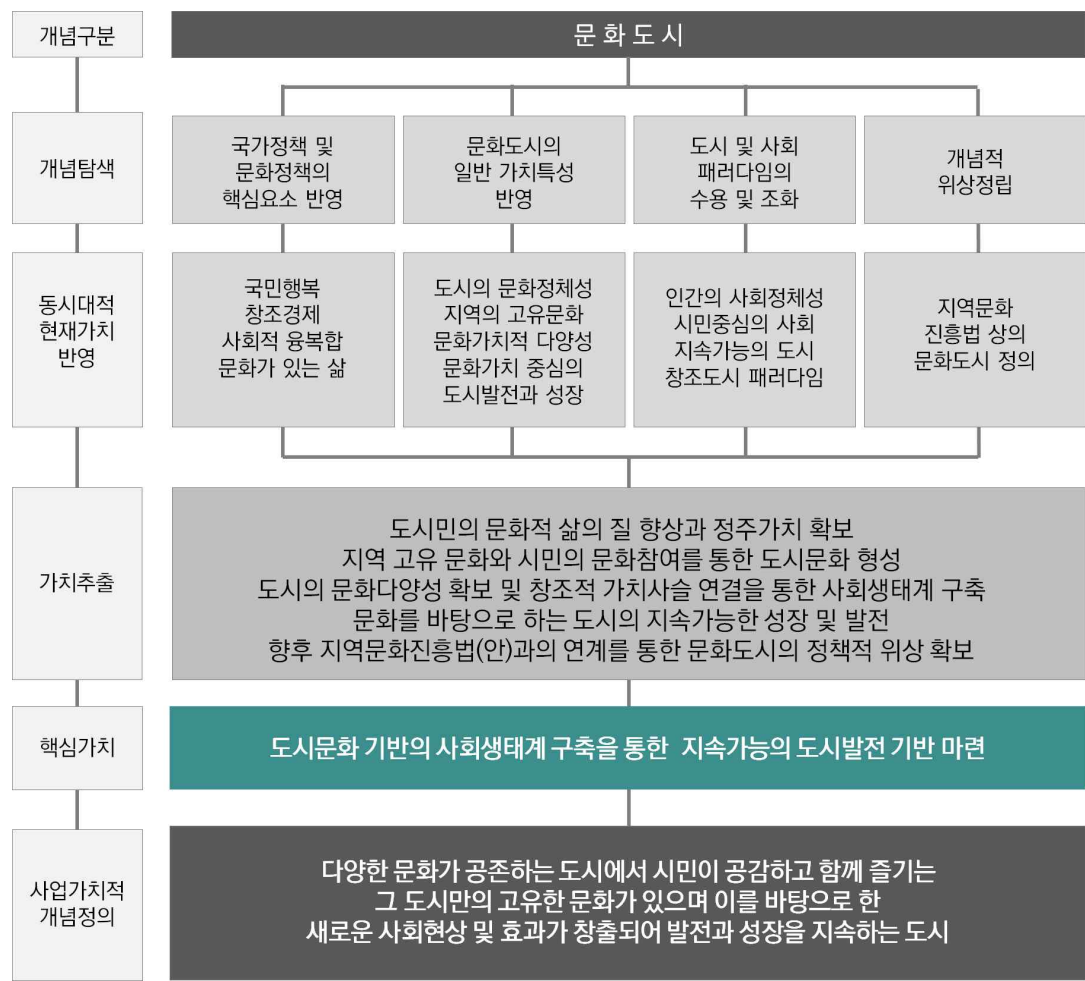 개념구분
문 화 도 시
개념탐색
국가정책 및
문화정책의
핵심요소 반영
문화도시의
일반 가치특성
반영
도시 및 사회
패러다임의
수용 및 조화
개념적
위상정립
동시대적
현재가치
반영
국민행복
창조경제
사회적 융복합
문화가 있는 삶
도시의 문화정체성
지역의 고유문화
문화가치적 다양성
문화가치 중심의
도시발전과 성장
인간의 사회정체성
시민중심의 사회
지속가능의 도시
창조도시 패러다임
지역문화
진흥법 상의
문화도시 정의
가치추출
도시민의 문화적 삶의 질 향상과 정주가치 확보
지역 고유 문화와 시민의 문화참여를 통한 도시문화 형성
도시의 문화다양성 확보 및 창조적 가치사슬 연결을 통한 사회생태계 구축
문화를 바탕으로 하는 도시의 지속가능한 성장 및 발전
향후 지역문화진흥법(안)과의 연계를 통한 문화도시의 정책적 위상 확보
핵심가치
도시문화 기반의 사회생태계 구축을 통한 지속가능의 도시발전 기반 마련
사업가치적
개념정의
다양한 문화가 공존하는 도시에서 시민이 공감하고 함께 즐기는
그 도시만의 고유한 문화가 있으며 이를 바탕으로 한
새로운 사회현상 및 효과가 창출되어 발전과 성장을 지속하는 도시